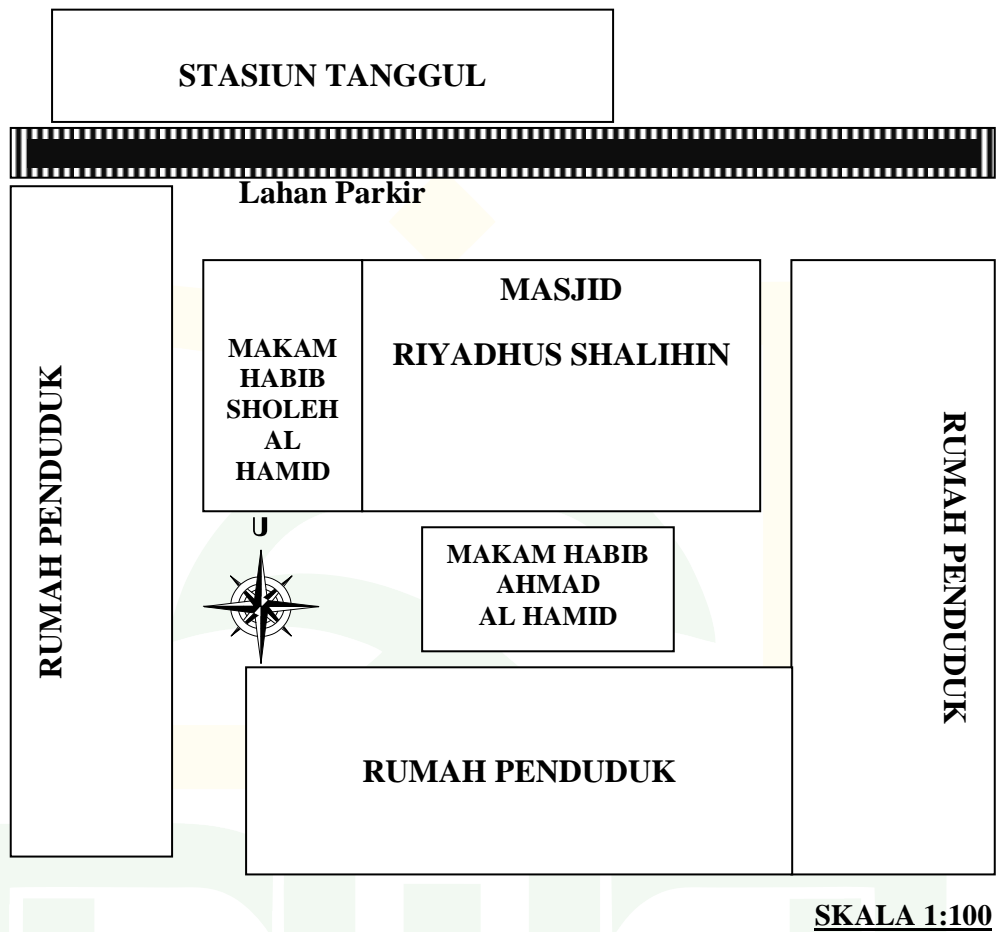 STASIUN TANGGUL
Lahan Parkir
MASJID
RIYADHUS SHALIHIN
MAKAM
HABIB
SHOLEH
AL
HAMID
RUMAH PENDUDUK
RUMAH PENDUDUK
U
MAKAM HABIB
AHMAD
AL HAMID
RUMAH PENDUDUK
SKALA 1:100